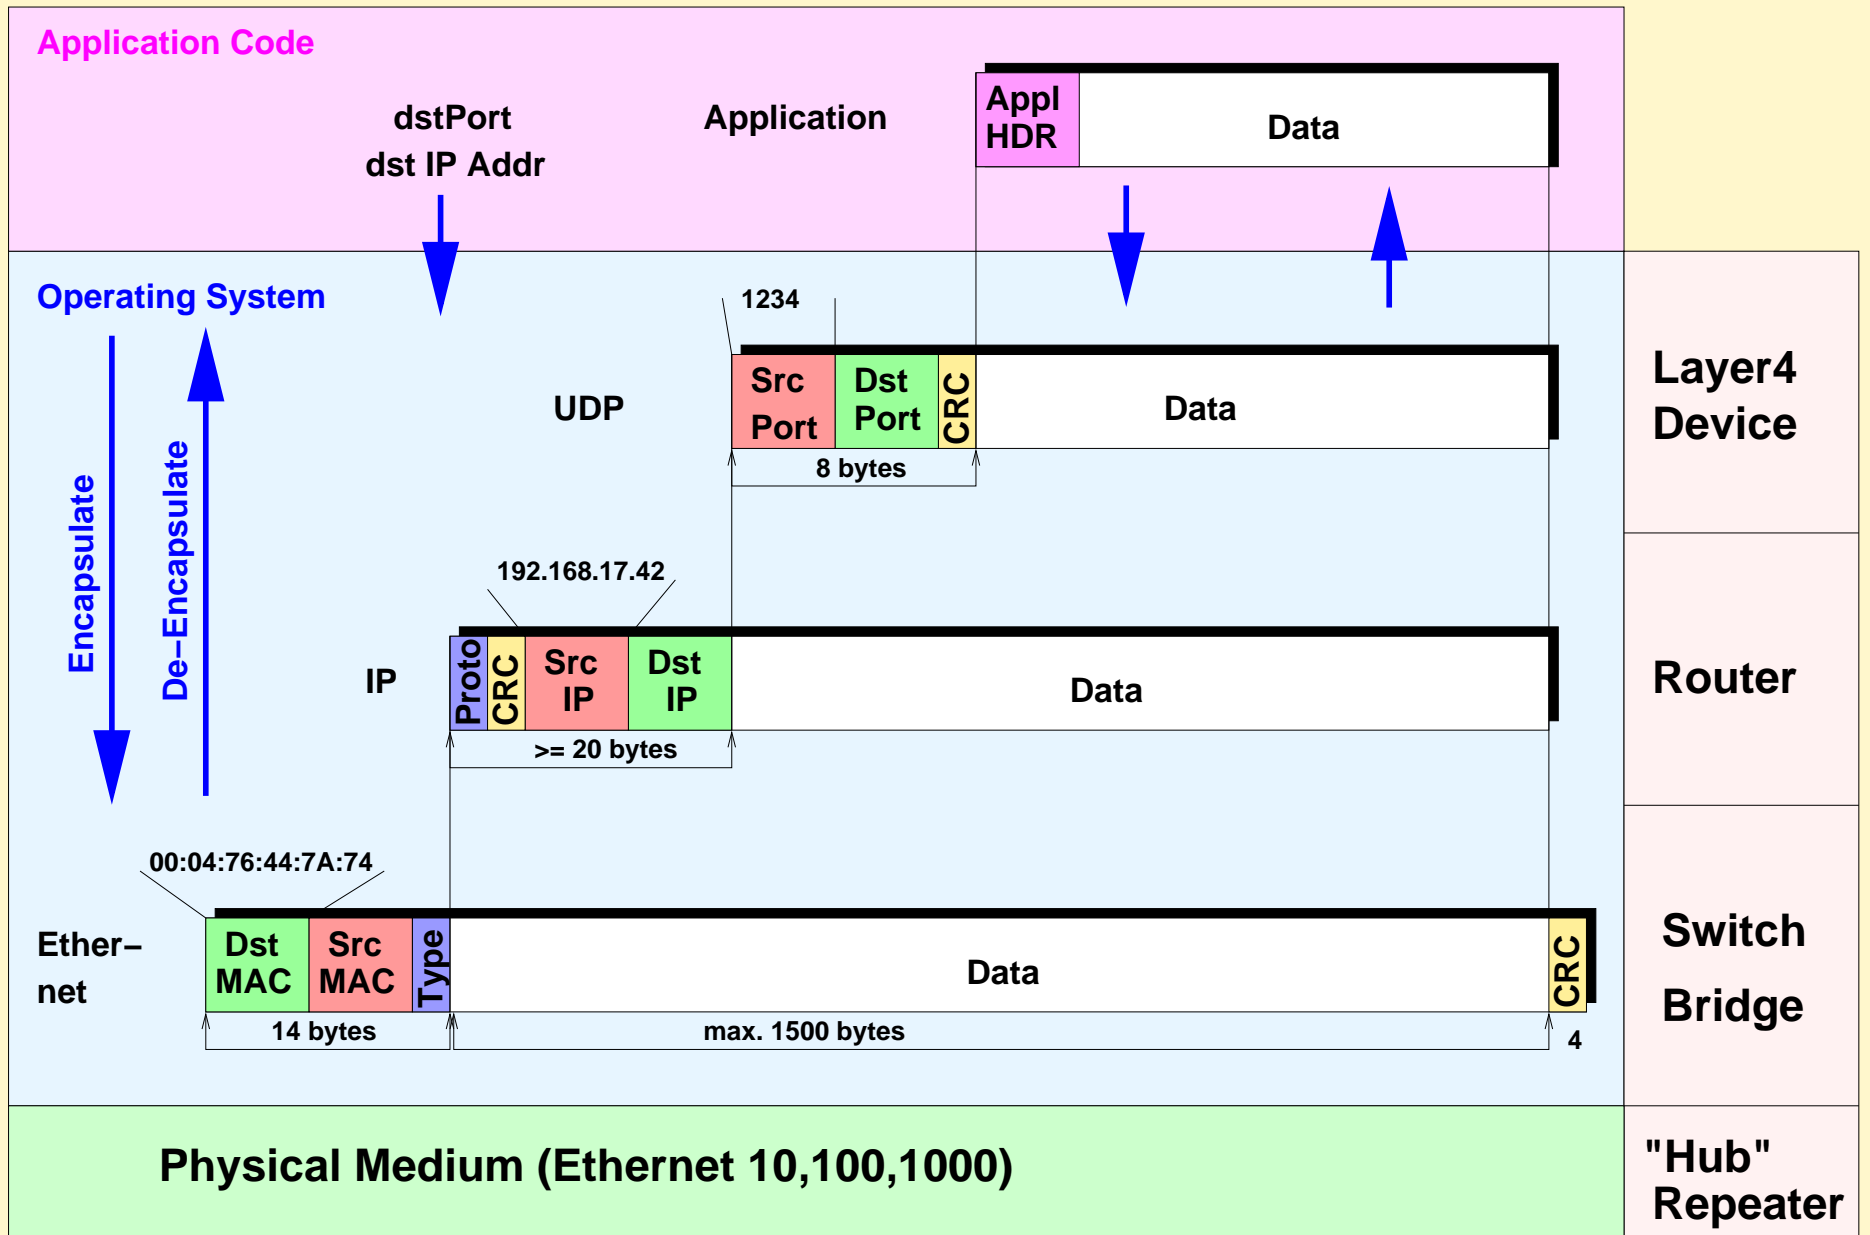 Application Code
dstPort
dst IP Addr
Application
Appl
HDR
Data
Operating System
1234
UDP
Src
Port
Dst
Port
CRC
Data
8 bytes
Layer4
Device
Encapsulate
De–Encapsulate
192.168.17.42
IP
Proto
CRC
Src
IP
Dst
IP
Data
>= 20 bytes
Router
00:04:76:44:7A:74
Ether–
net
Dst
MAC
Src
MAC
Type
Data
CRC
14 bytes
max. 1500 bytes
4
Switch
Bridge
Physical Medium (Ethernet 10,100,1000)
"Hub"
Repeater